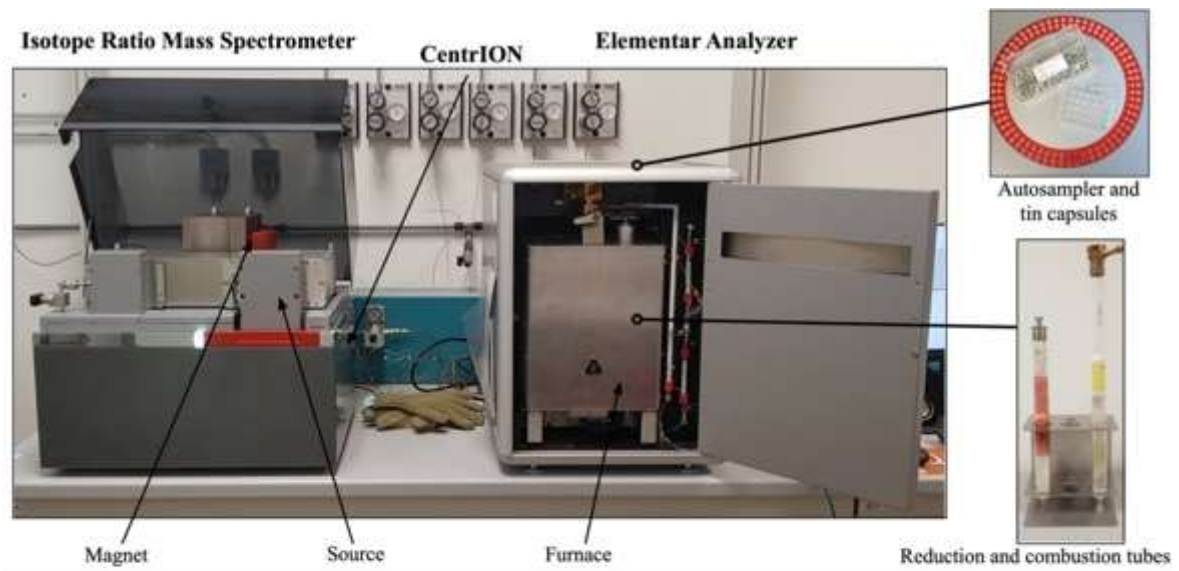 Isotope Ratio Mass Spectrometer
CentrION
Elementar Analyzer
Autosampler and
tin capsules
Magnet
Source
Furnace
Reduction and combustion tubes